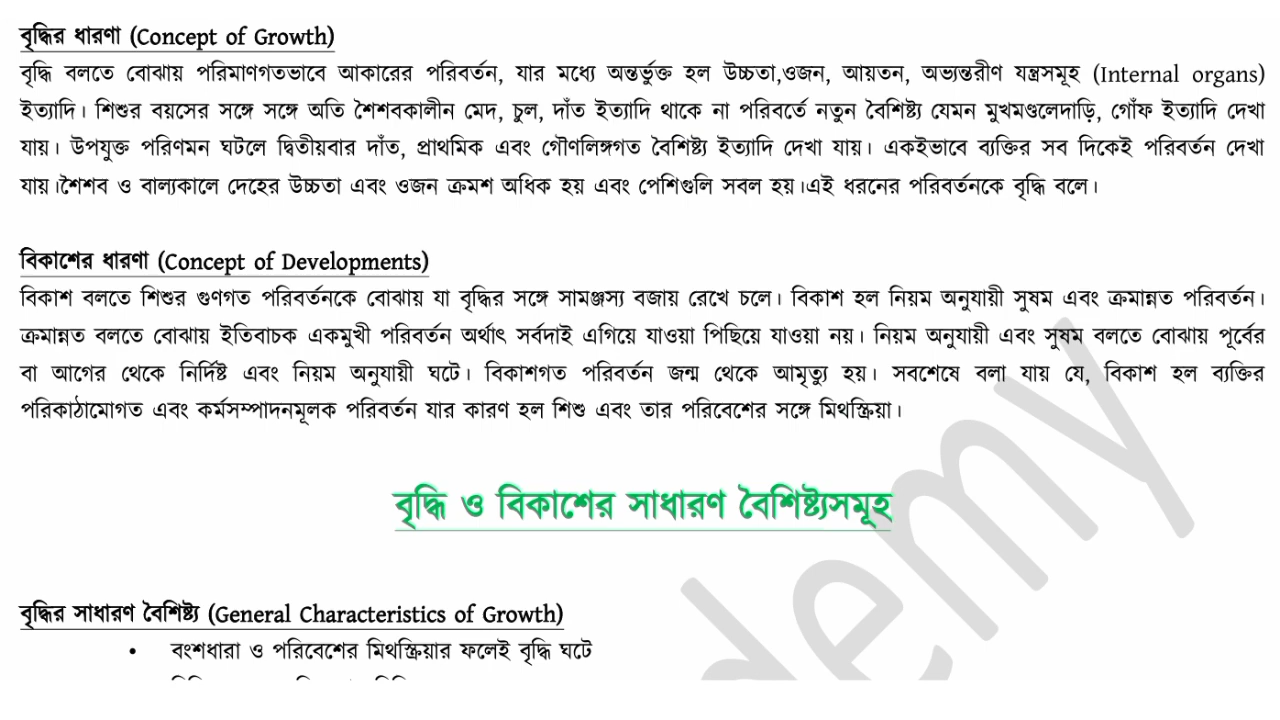 বৃদ্ধির ধারণা (Concept of Growth)
বৃদ্ধি বলতে বোঝায় পরিমাণগতভাবে আকারের পরিবর্তন, যার মধ্যে অন্তর্ভুক্ত হল উচ্চতা,ওজন, আয়তন, অভ্যন্তরীণ যন্ত্রসমূহ (Internal organs)
ইত্যাদি। শিশুর বয়সের সঙ্গে সঙ্গে অতি শৈশবকালীন মেদ, চুল, দাঁত ইত্যাদি থাকে না পরিবর্তে নতুন বৈশিষ্ট্য যেমন মুখমণ্ডলেদাড়ি, গোঁফ ইত্যাদি দেখা
যায়। উপযুক্ত পরিণমন ঘটলে দ্বিতীয়বার দাঁত, প্রাথমিক এবং গৌণলিঙ্গগত বৈশিষ্ট্য ইত্যাদি দেখা যায়। একইভাবে ব্যক্তির সব দিকেই পরিবর্তন দেখা
যায়।শৈশব ও বাল্যকালে দেহের উচ্চতা এবং ওজন ক্রমশ অধিক হয় এবং পেশিগুলি সবল হয়।এই ধরনের পরিবর্তনকে বৃদ্ধি বলে।
বিকাশের ধারণা (Concept of Developments)
বিকাশ বলতে শিশুর গুণগত পরিবর্তনকে বোঝায় যা বৃদ্ধির সঙ্গে সামঞ্জস্য বজায় রেখে চলে। বিকাশ হল নিয়ম অনুযায়ী সুষম এবং ক্রমান্নত পরিবর্তন।
ক্রমান্নত বলতে বোঝায় ইতিবাচক একমুখী পরিবর্তন অর্থাৎ সর্বদাই এগিয়ে যাওয়া পিছিয়ে যাওয়া নয়। নিয়ম অনুযায়ী এবং সুষম বলতে বোঝায় পূর্বের
বা আগের থেকে নির্দিষ্ট এবং নিয়ম অনুযায়ী ঘটে। বিকাশগত পরিবর্তন জন্ম থেকে আমৃত্যু হয়। সবশেষে বলা যায় যে, বিকাশ হল ব্যক্তির
পরিকাঠামোগত এবং কর্মসম্পাদনমূলক পরিবর্তন যার কারণ হল শিশু এবং তার পরিবেশের সঙ্গে মিথস্ক্রিয়া।
বৃদ্ধি ও বিকাশের সাধারণ বৈশিষ্ট্যসমূহ
বৃদ্ধির সাধারণ বৈশিষ্ট্য (General Characteristics of Growth)
• বংশধারা ও পরিবেশের মিথস্ক্রিয়ার ফলেই বৃদ্ধি ঘটে
demy